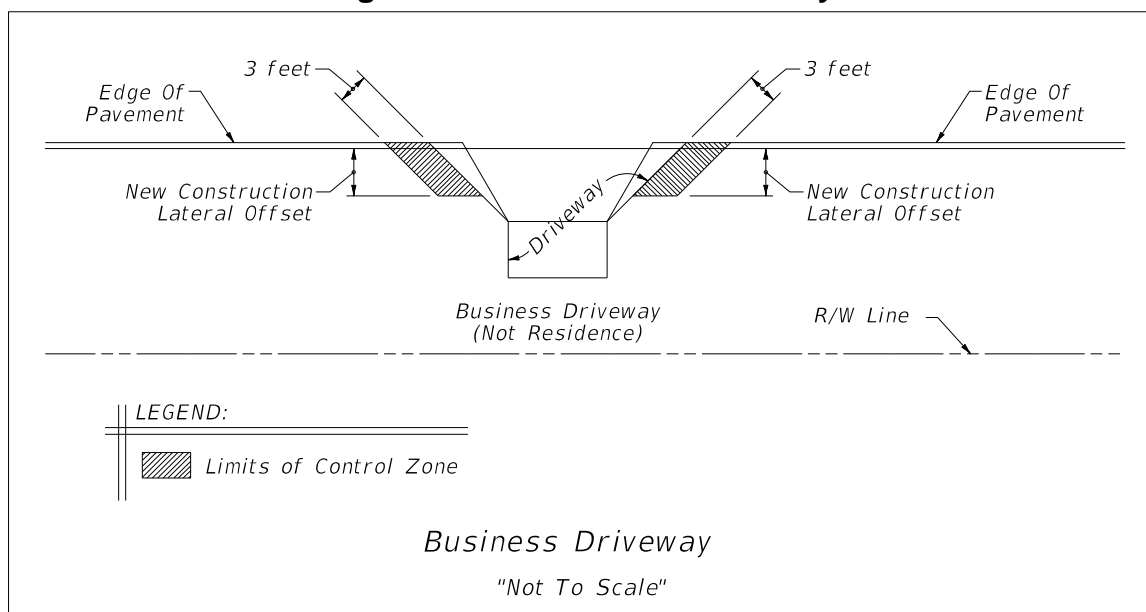 3 feet
3 feet
Edge Of
Pavement
Edge Of
Pavement
New Construction
Lateral Offset
New Construction
Lateral Offset
Driveway
Business Driveway
(Not Residence)
R/W Line
LEGEND:
Limits of Control Zone
Business Driveway
"Not To Scale"